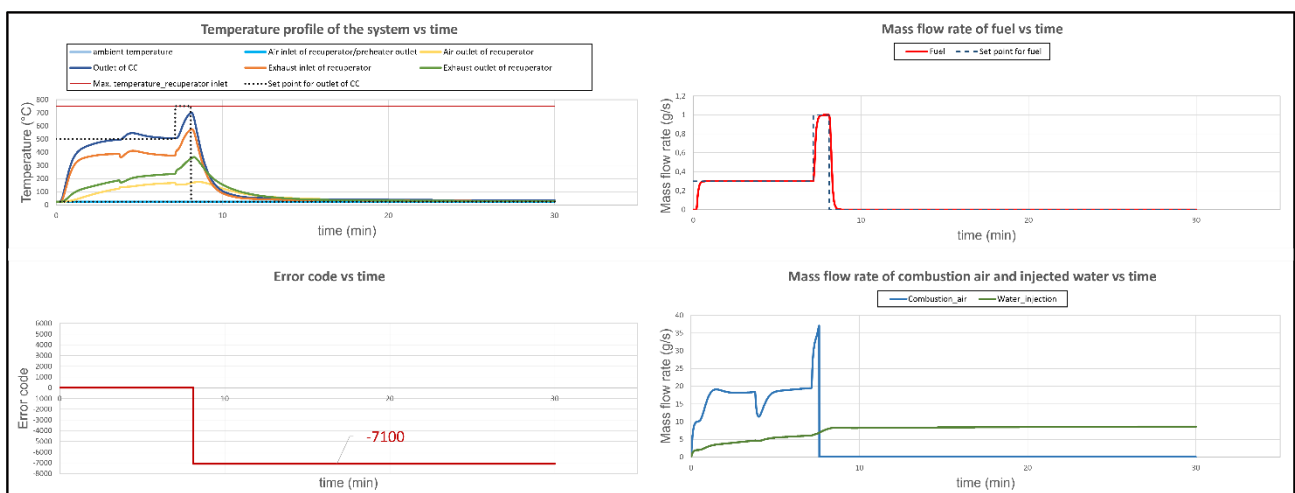 Temperature profile of the system vs time
ambient temperature
Air inlet of recuperator/preheater outlet
Air outlet of recuperator
Outlet of CC
Exhaust inlet of recuperator
Exhaust outlet of recuperator
Max. temperature_recuperator inlet
Set point for outlet of CC
Temperature (°C)
800
700
600
500
400
300
200
100
0
0
10
20
30
time (min)
Mass flow rate of fuel vs time
Fuel
Set point for fuel
Mass flow rate (g/s)
1,2
1
0,8
0,6
0,4
0,2
0
0
10
20
30
time (min)
Error code vs time
Error code
6000
5000
4000
3000
2000
1000
0
-1000
-2000
-3000
-4000
-5000
-6000
-7000
-8000
0
10
20
30
-7100
time (min)
Mass flow rate of combustion air and injected water vs time
Combustion_air
Water_injection
Mass flow rate (g/s)
40
35
30
25
20
15
10
5
0
0
10
20
30
time (min)